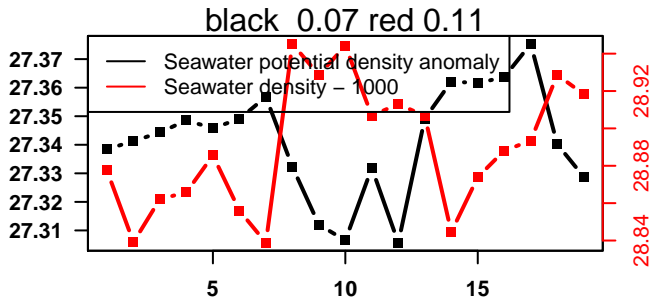 black 0.07 red 0.11
Seawater potential density anomaly
Seawater density − 1000
27.37
27.36
27.35
27.34
27.33
27.32
27.31
28.92
28.88
28.84
5 10 15